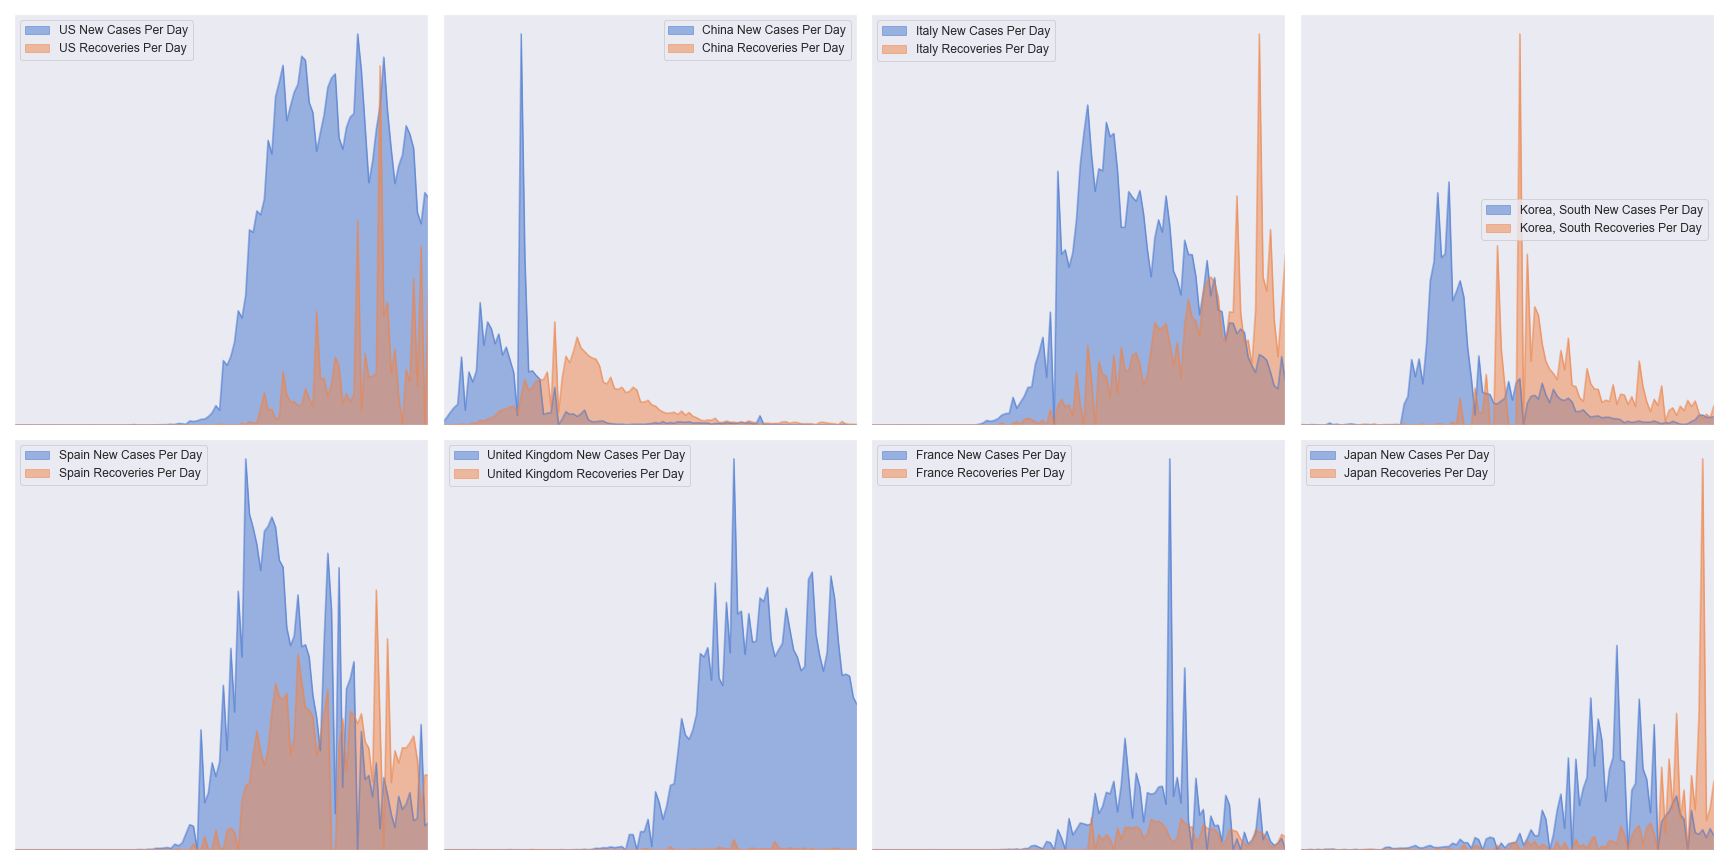 US New Cases Per Day
US Recoveries Per Day
China New Cases Per Day
China Recoveries Per Day
Italy New Cases Per Day
Italy Recoveries Per Day
Korea, South New Cases Per Day
Korea, South Recoveries Per Day
Spain New Cases Per Day
Spain Recoveries Per Day
United Kingdom New Cases Per Day
United Kingdom Recoveries Per Day
France New Cases Per Day
France Recoveries Per Day
Japan New Cases Per Day
Japan Recoveries Per Day